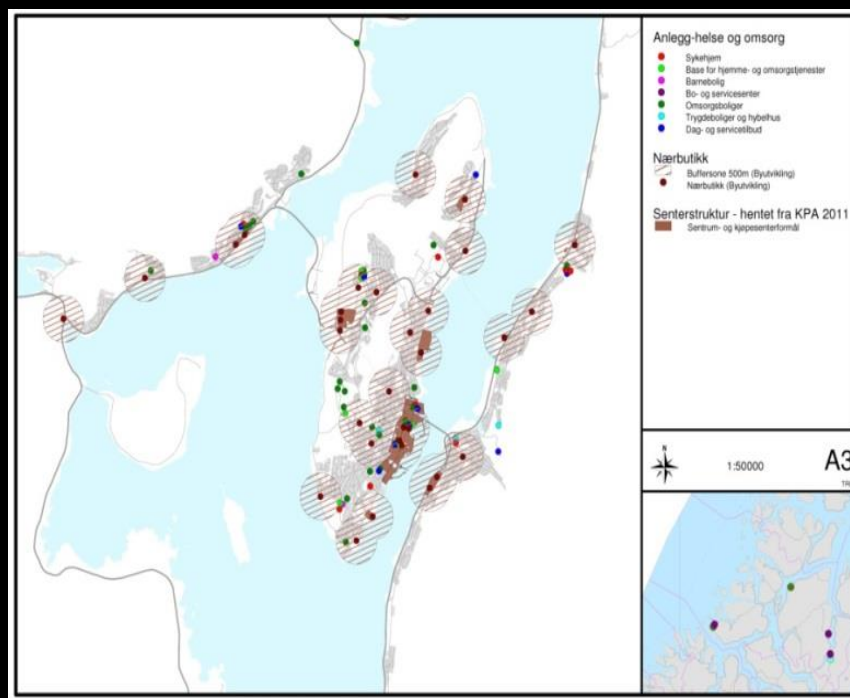 Anlegg-helse og omsorg
Sykehjem
Base for hjemme- og omsorgstjenester
Barnebolig
Bo- og servicesenter
Omsorgsboliger
Trygdeboliger og hybelhus
Dag- og servicetilbud
Nærbutikk
Buffersone 500m (Byutvikling)
Nærbutikk (Byutvikling)
Senterstruktur - hentet fra KPA 2011
Sentrum- og kjøpesenterformål
N
1:50000
A3